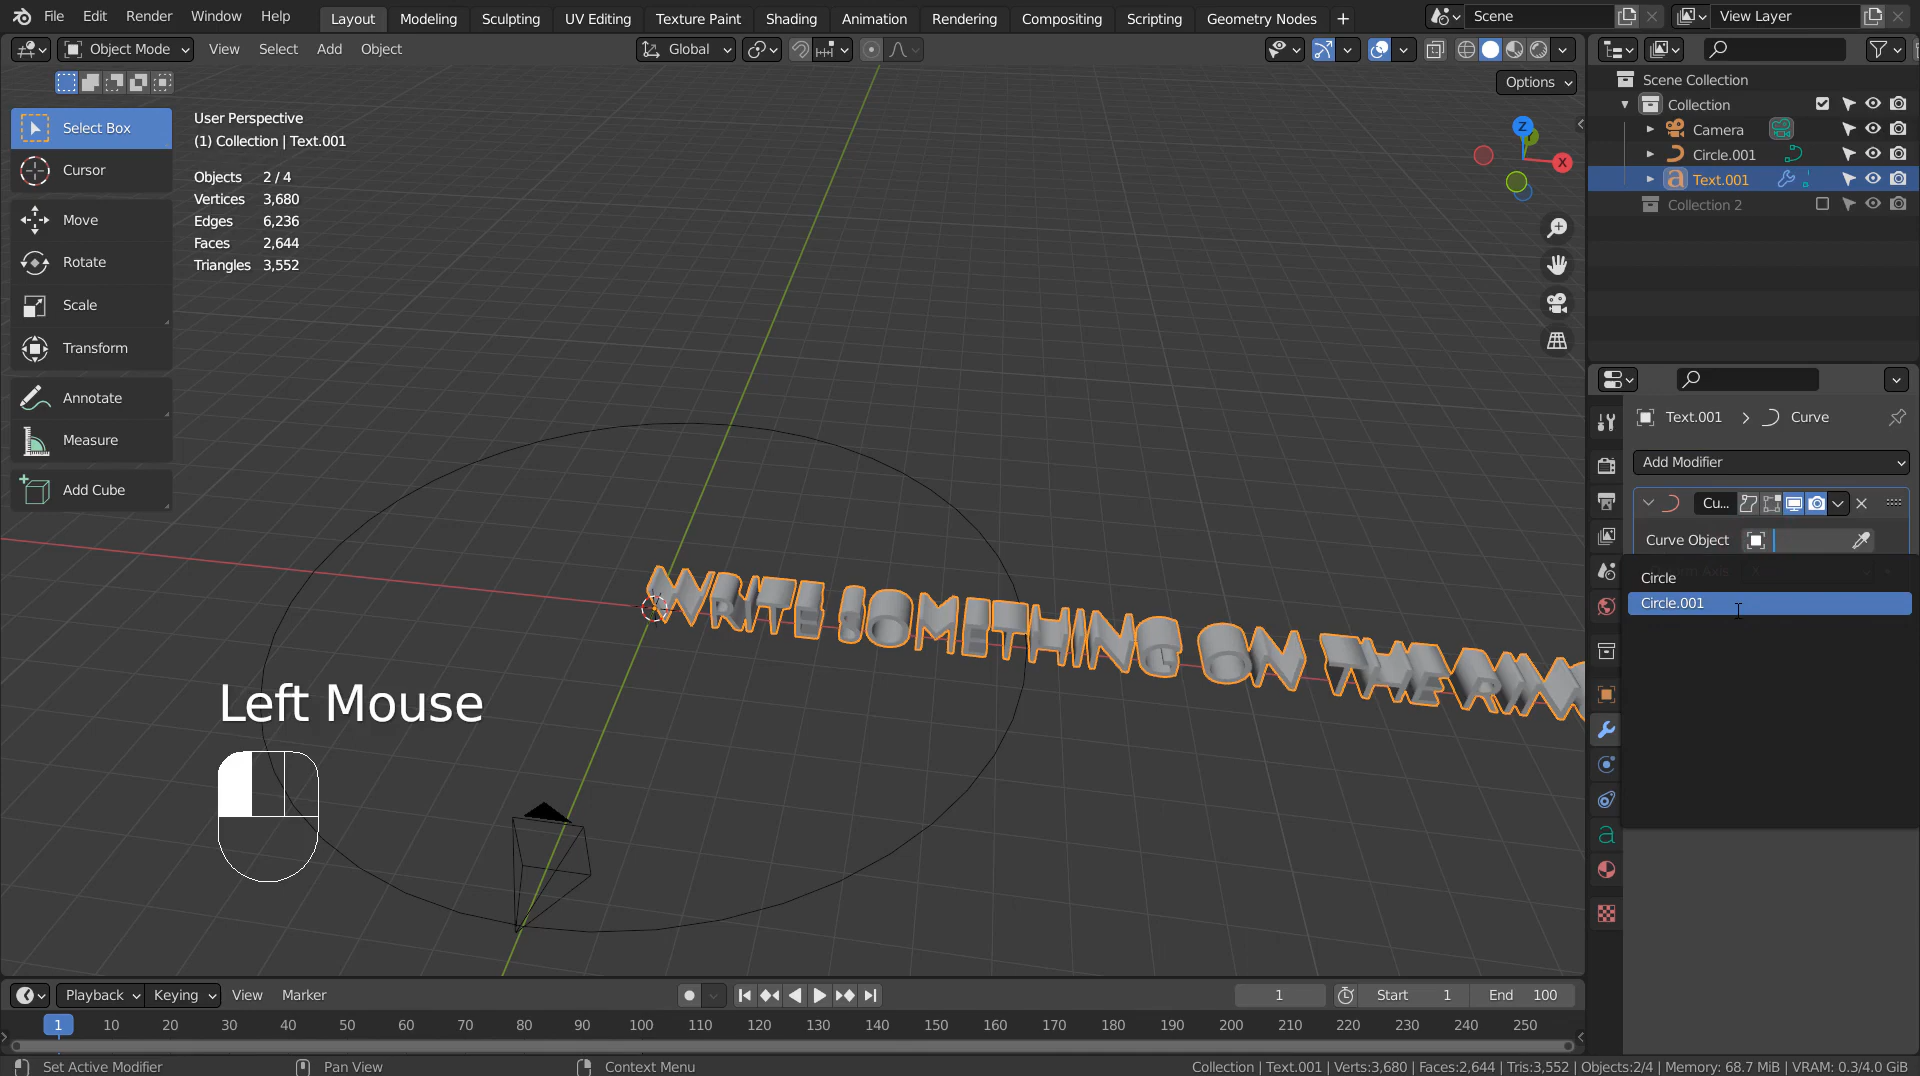 File Edit Render Window Help
Layout Modeling Sculpting UV Editing Texture Paint Shading Animation Rendering Compositing Scripting Geometry Nodes +
Scene
View Layer
Object Mode View Select Add Object
Global
Options
Select Box
Cursor
Move
Rotate
Scale
Transform
Annotate
Measure
Add Cube
User Perspective
(1) Collection | Text.001
Objects 2 / 4
Vertices 3,680
Edges 6,236
Faces 2,644
Triangles 3,552
Z
X
WRITE SOMETHING ON THE RIN
Left Mouse
Scene Collection
Collection
Camera
Circle.001
Text.001
Collection 2
Text.001 > Curve
Add Modifier
Cu...
Curve Object
Circle
Circle.001
Playback Keying View Marker
1
Start 1
End 100
1 10 20 30 40 50 60 70 80 90 100 110 120 130 140 150 160 170 180 190 200 210 220 230 240 250
Set Active Modifier
Pan View
Context Menu
Collection | Text.001 | Verts:3,680 | Faces:2,644 | Tris:3,552 | Objects:2/4 | Memory: 68.7 MiB | VRAM: 0.3/4.0 GiB